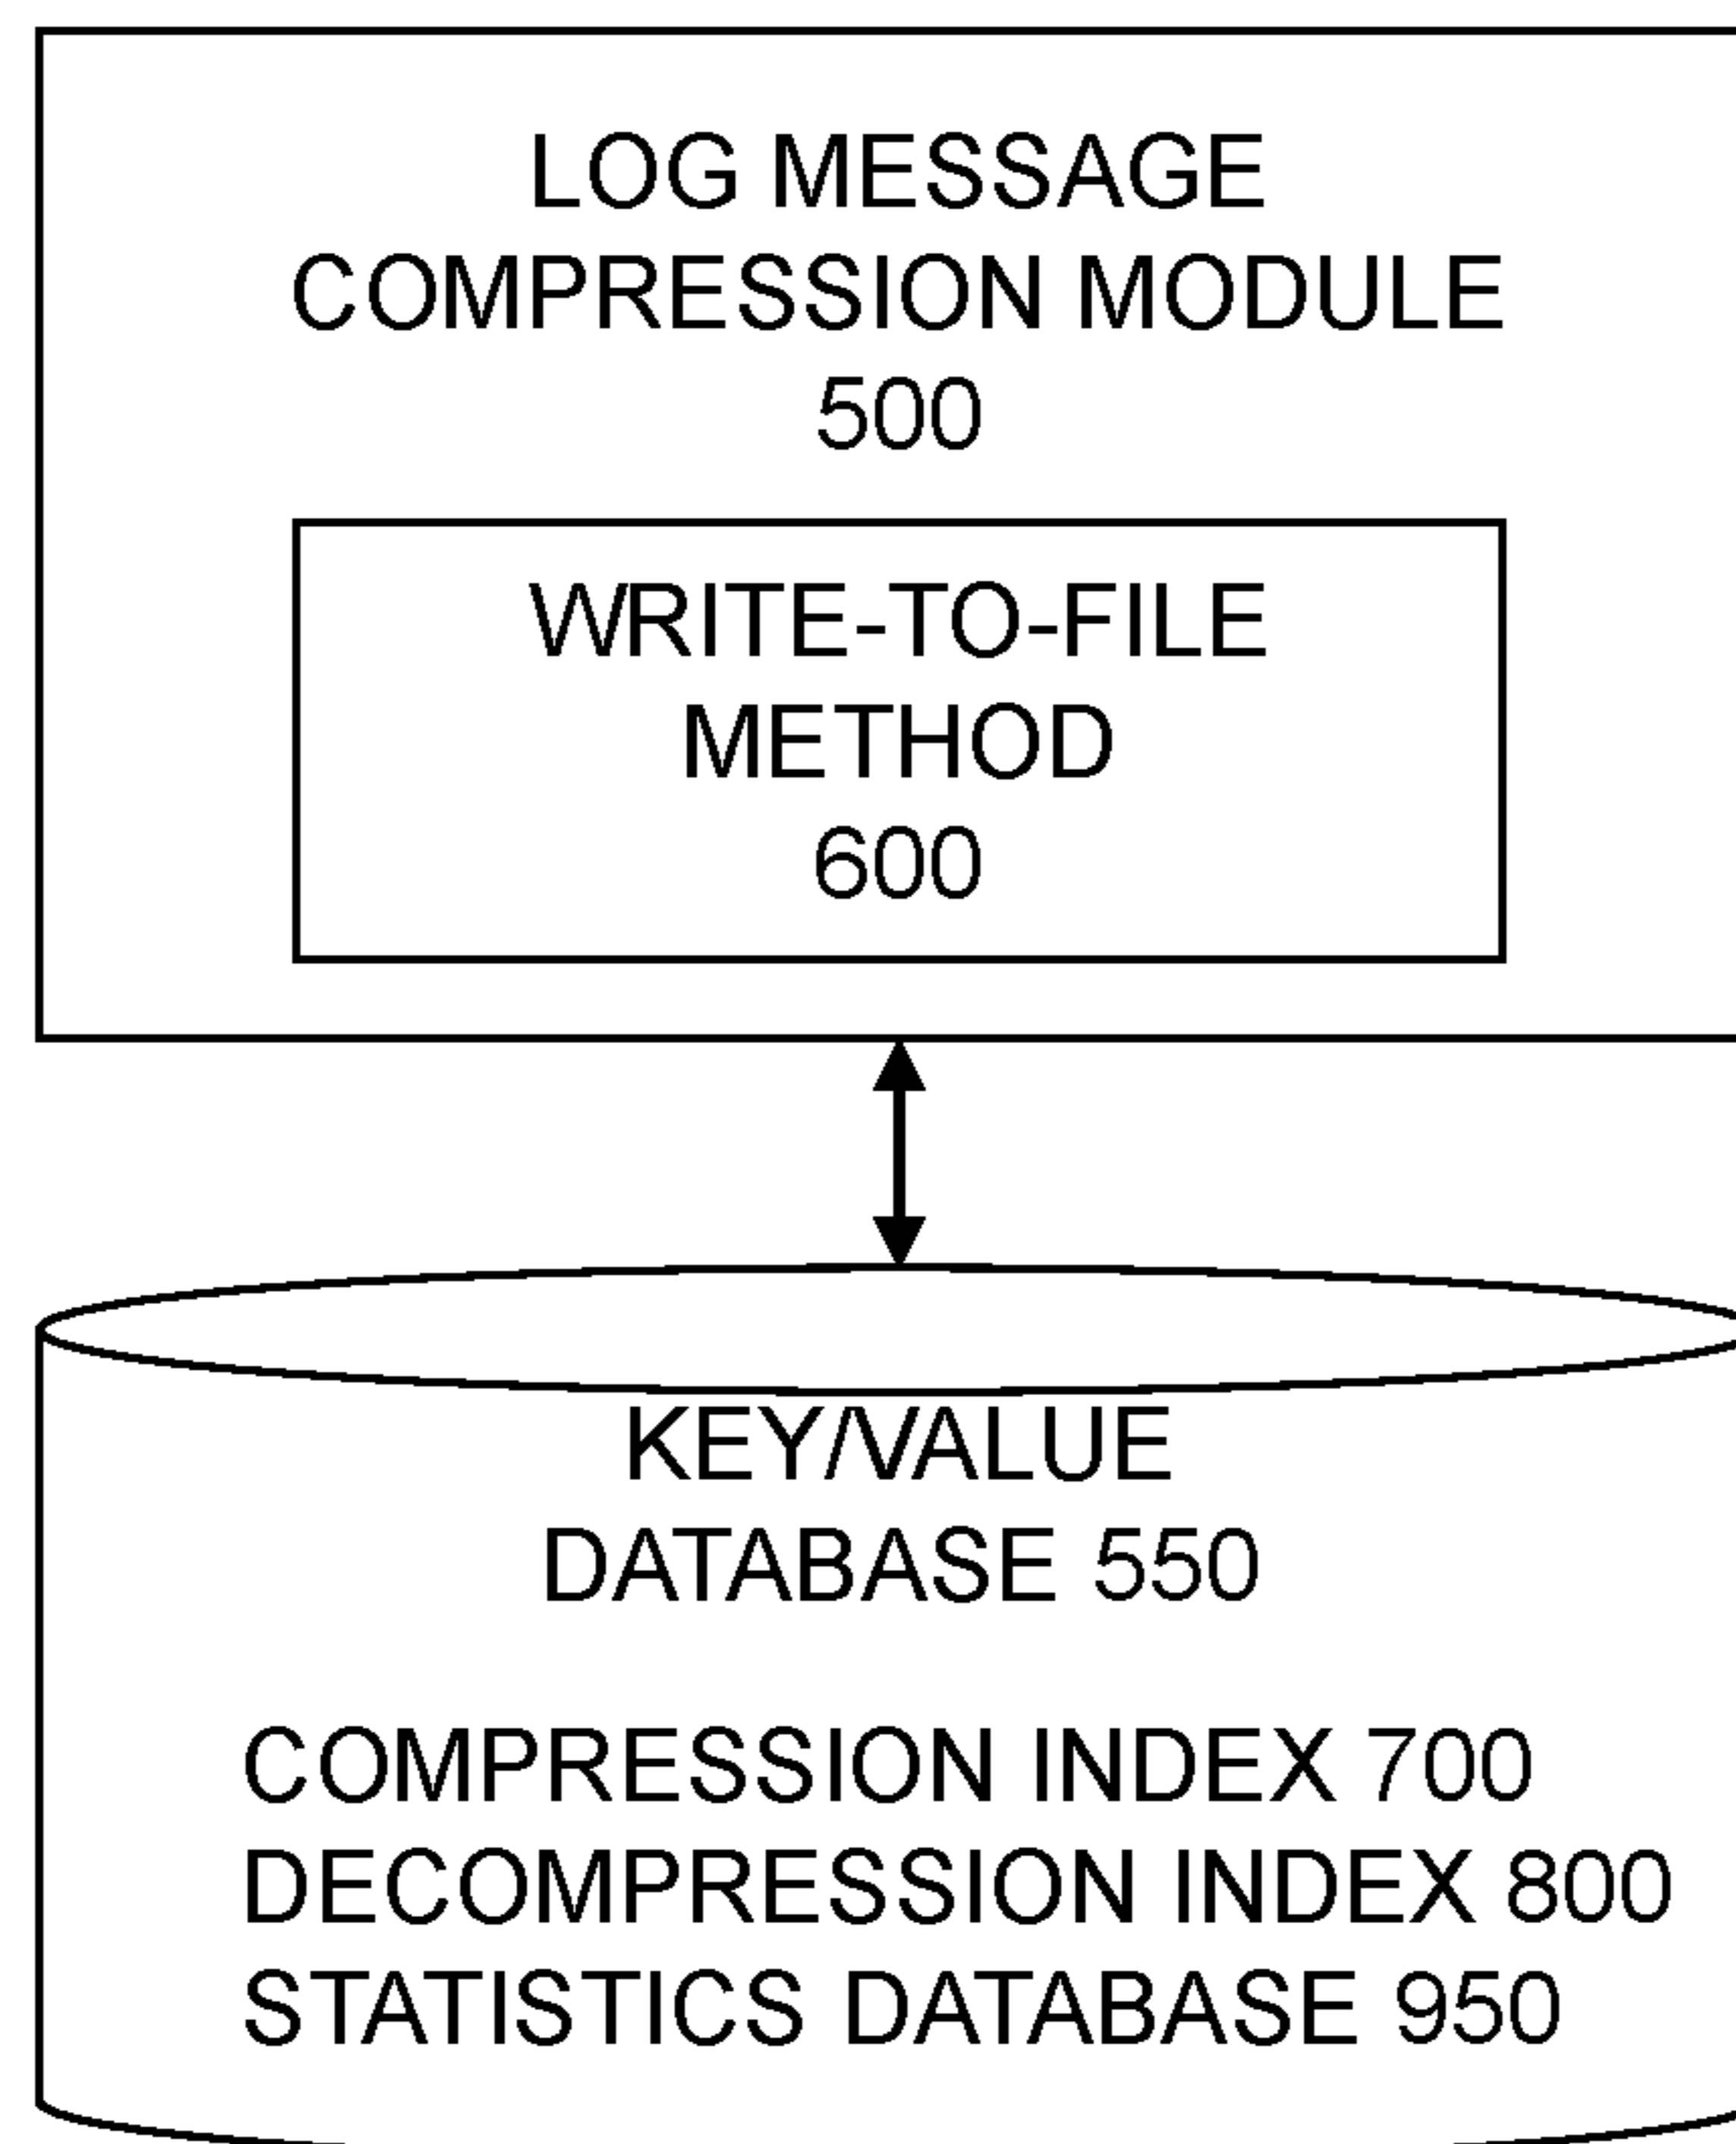 LOG MESSAGE
COMPRESSION MODULE
500
WRITE-TO-FILE
METHOD
600
KEY/VALUE
DATABASE 550
COMPRESSION INDEX 700
DECOMPRESSION INDEX 800
STATISTICS DATABASE 950